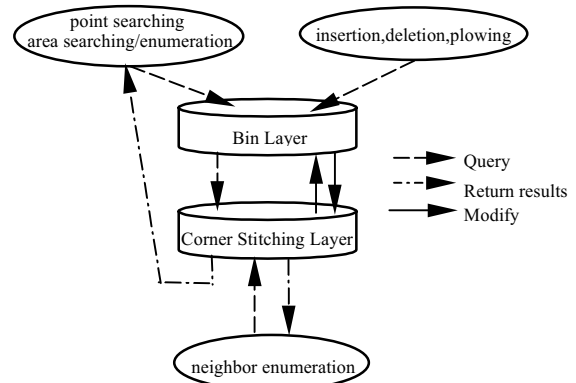 point searching
area searching/enumeration
insertion,deletion,plowing
Bin Layer
Query
Return results
Modify
Corner Stitching Layer
neighbor enumeration